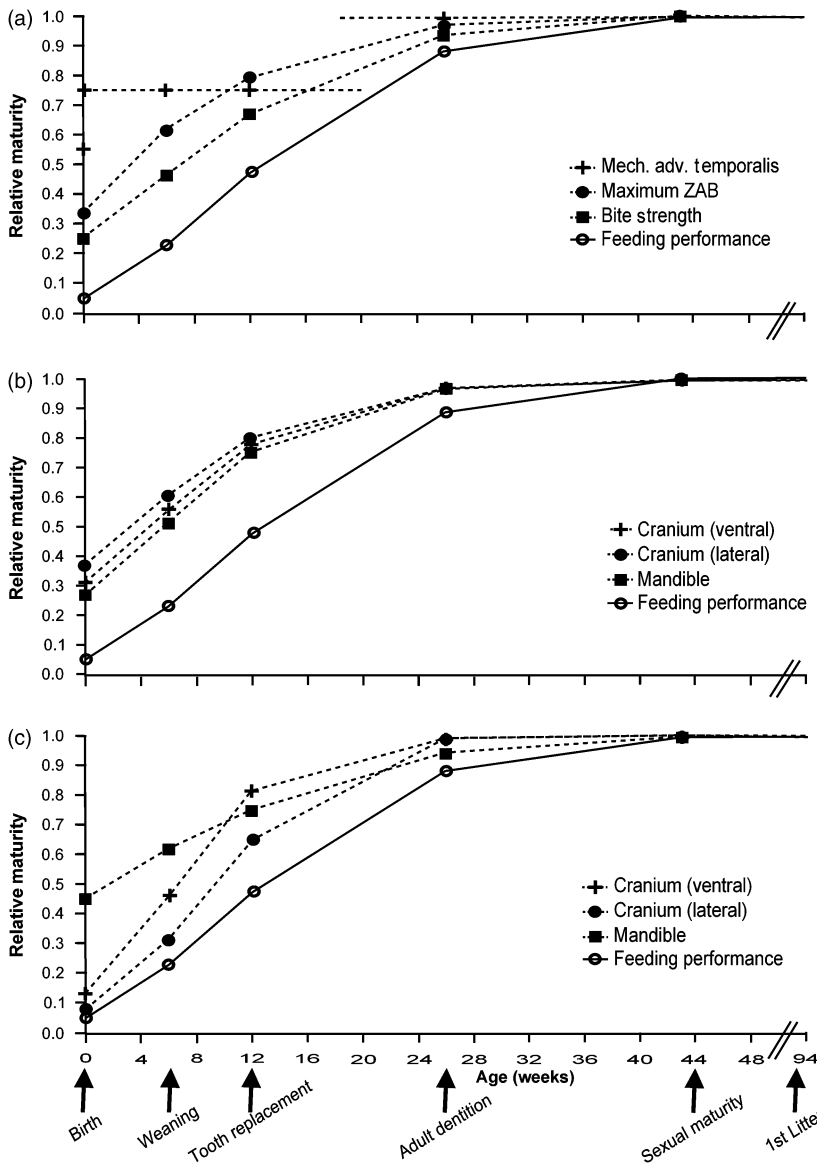 (a)
Relative maturity
1.0
0.9
0.8
0.7
0.6
0.5
0.4
0.3
0.2
0.1
0.0
Mech. adv. temporalis
Maximum ZAB
Bite strength
Feeding performance
(b)
Relative maturity
1.0
0.9
0.8
0.7
0.6
0.5
0.4
0.3
0.2
0.1
0.0
Cranium (ventral)
Cranium (lateral)
Mandible
Feeding performance
(c)
Relative maturity
1.0
0.9
0.8
0.7
0.6
0.5
0.4
0.3
0.2
0.1
0.0
Cranium (ventral)
Cranium (lateral)
Mandible
Feeding performance
0 4 8 12 16 20 24 28 32 36 40 44 48 94
Age (weeks)
Birth
Weaning
Tooth replacement
Adult dentition
Sexual maturity
1st Litte